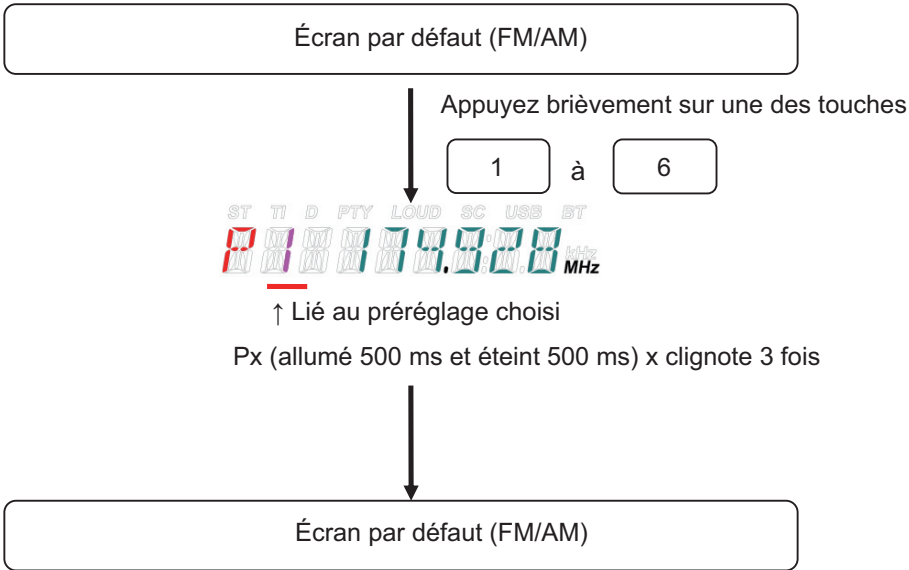 Écran par défaut (FM/AM)
Appuyez brièvement sur une des touches
1 à 6
ST TI D PTY LOUD SC USB BT
P1 174.928 kHz
MHz
↑ Lié au préréglage choisi
Px (allumé 500 ms et éteint 500 ms) x clignote 3 fois
Écran par défaut (FM/AM)